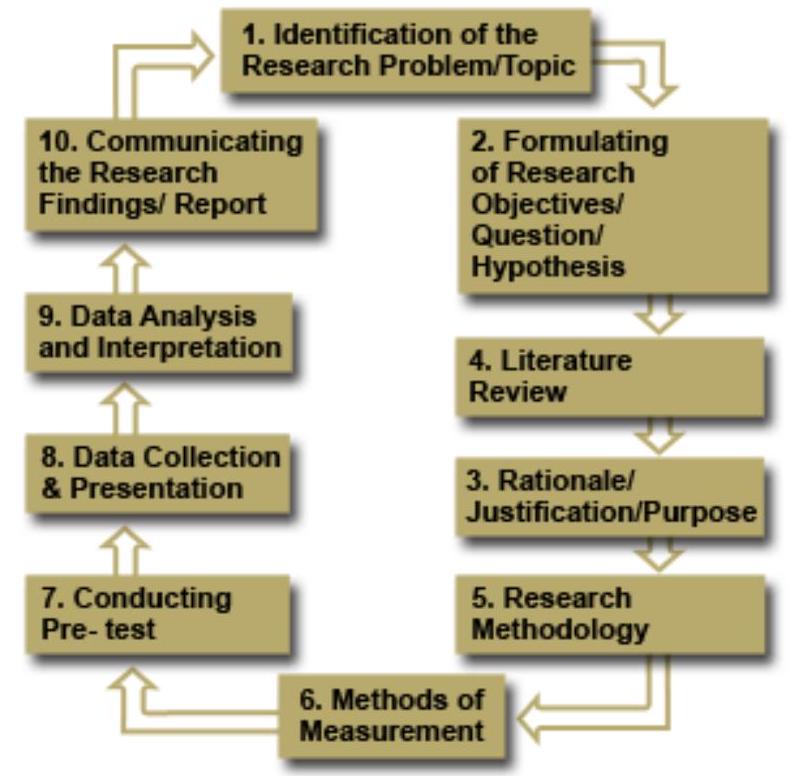 1. Identification of the
Research Problem/Topic
2. Formulating
of Research
Objectives/
Question/
Hypothesis
4. Literature
Review
3. Rationale/
Justification/Purpose
5. Research
Methodology
6. Methods of
Measurement
7. Conducting
Pre- test
8. Data Collection
& Presentation
9. Data Analysis
and Interpretation
10. Communicating
the Research
Findings/ Report